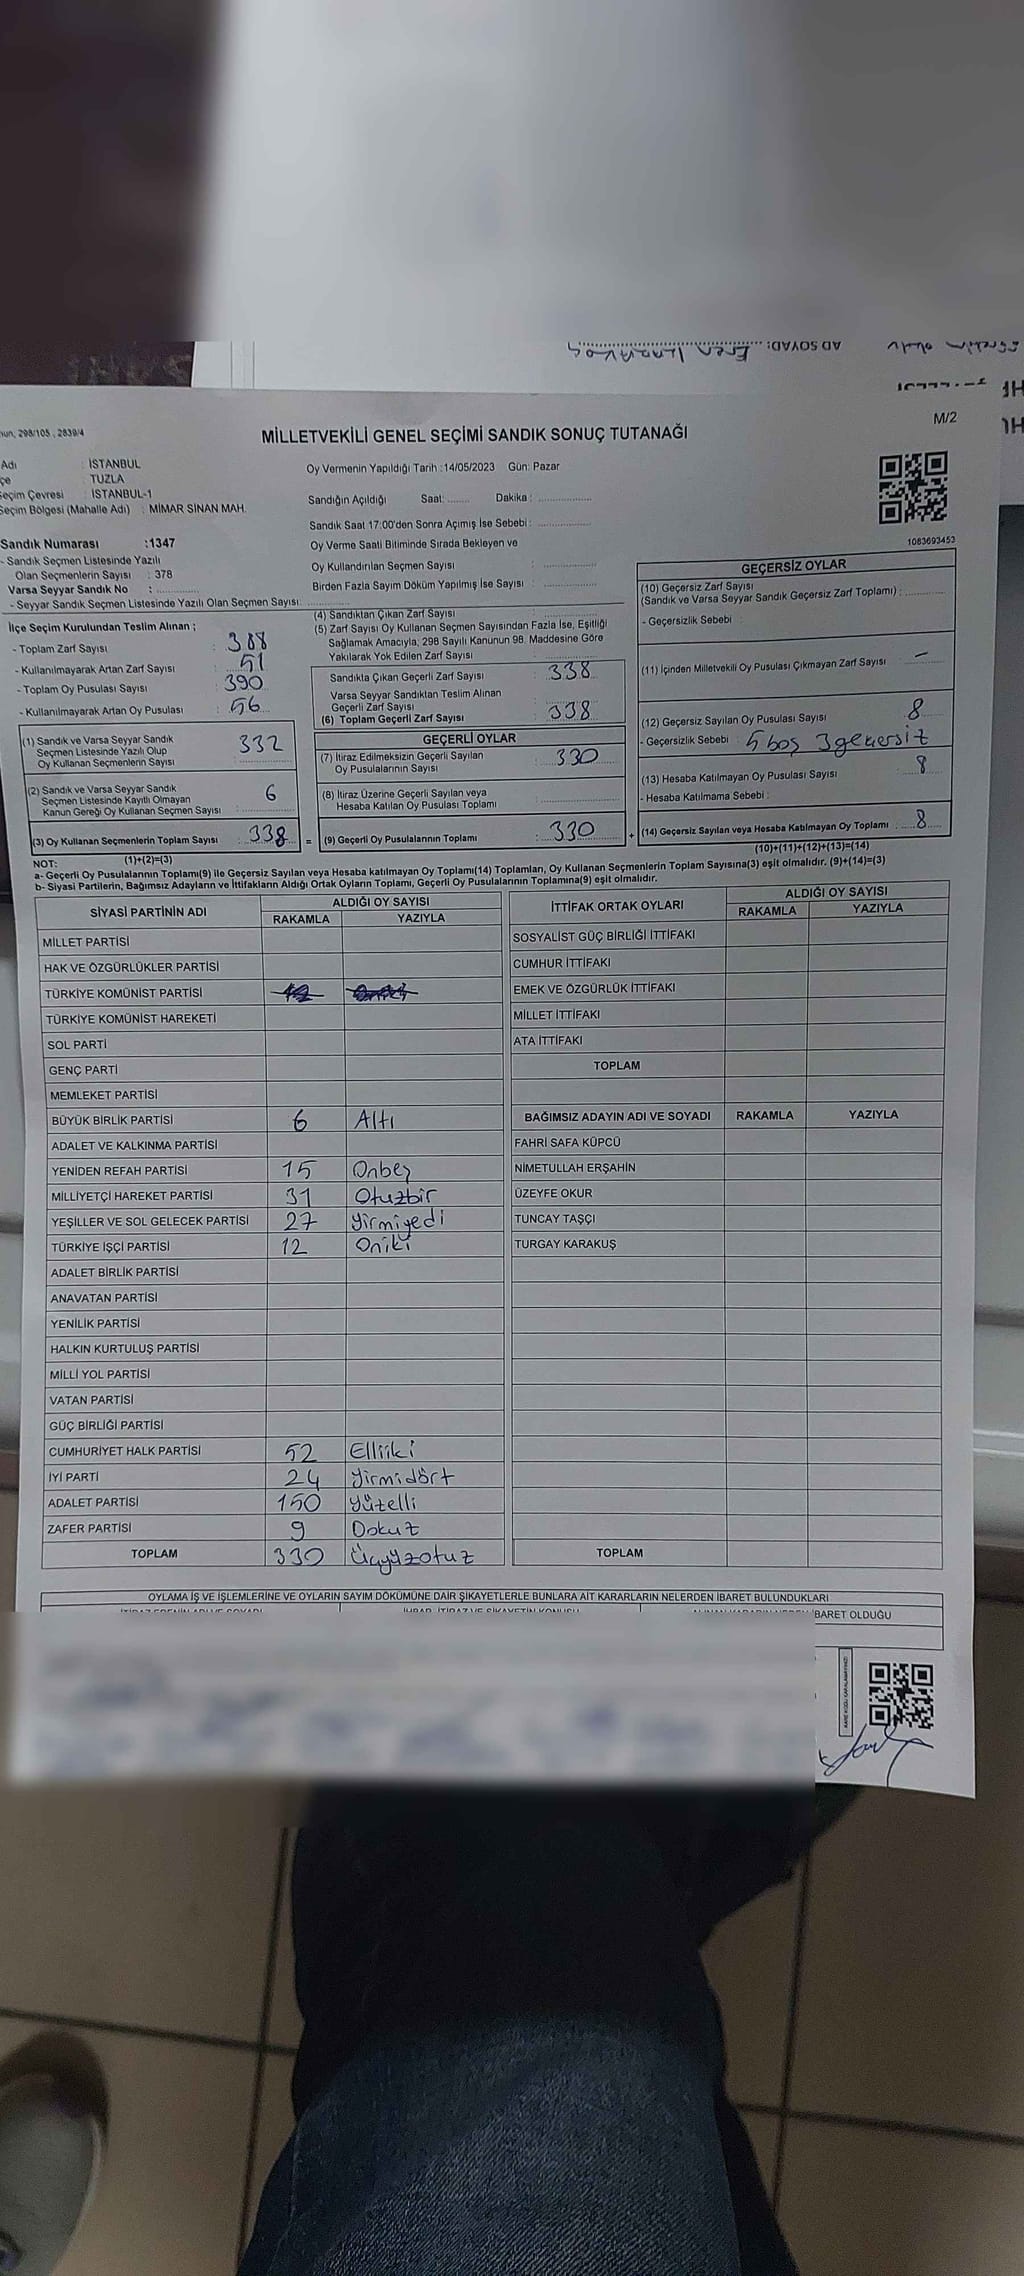 AD SOYAD:
M/2
298/105 , 2839/4
MİLLETVEKİLİ GENEL SEÇİMİ SANDIK SONUÇ TUTANAĞI
Adı : İSTANBUL
TUZLA
Seçim Çevresi : İSTANBUL-1
Seçim Bölgesi (Mahalle Adı) : MİMAR SİNAN MAH.
Oy Vermenin Yapıldığı Tarih :14/05/2023 Gün: Pazar
Sandığın Açıldığı Saat: ........ Dakika : ..................
Sandık Saat 17:00'den Sonra Açımış İse Sebebi : ..................
Oy Verme Saati Bitiminde Sırada Bekleyen ve
Oy Kullandırılan Seçmen Sayısı : ..................
Birden Fazla Sayım Döküm Yapılmış İse Sayısı : ..................
1083693453
Sandık Numarası :1347
- Sandık Seçmen Listesinde Yazılı
Olan Seçmenlerin Sayısı : 378
Varsa Seyyar Sandık No : ..............
- Seyyar Sandık Seçmen Listesinde Yazılı Olan Seçmen Sayısı
İlçe Seçim Kurulundan Teslim Alınan ;
- Toplam Zarf Sayısı : 388
- Kullanılmayarak Artan Zarf Sayısı : 51
- Toplam Oy Pusulası Sayısı : 390
- Kullanılmayarak Artan Oy Pusulası : 56
(4) Sandıktan Çıkan Zarf Sayısı : ..................
(5) Zarf Sayısı Oy Kullanan Seçmen Sayısından Fazla İse, Eşitliği
Sağlamak Amacıyla; 298 Sayılı Kanunun 98. Maddesine Göre
Yakılarak Yok Edilen Zarf Sayısı
Sandıkta Çıkan Geçerli Zarf Sayısı : 338
Varsa Seyyar Sandıktan Teslim Alınan
Geçerli Zarf Sayısı
(6) Toplam Geçerli Zarf Sayısı : 338
GEÇERSİZ OYLAR
(10) Geçersiz Zarf Sayısı
(Sandık ve Varsa Seyyar Sandık Geçersiz Zarf Toplamı) : ............
- Geçersizlik Sebebi :
(11) İçinden Milletvekili Oy Pusulası Çıkmayan Zarf Sayısı : –
(12) Geçersiz Sayılan Oy Pusulası Sayısı 8
- Geçersizlik Sebebi : 5 boş 3 geçersiz
(13) Hesaba Katılmayan Oy Pusulası Sayısı : 8
- Hesaba Katılmama Sebebi :
(14) Geçersiz Sayılan veya Hesaba Katılmayan Oy Toplamı : 8
(10)+(11)+(12)+(13)=(14)
(1) Sandık ve Varsa Seyyar Sandık
Seçmen Listesinde Yazılı Olup
Oy Kullanan Seçmenlerin Sayısı : 332
(2) Sandık ve Varsa Seyyar Sandık
Seçmen Listesinde Kayıtlı Olmayan
Kanun Gereği Oy Kullanan Seçmen Sayısı : 6
(3) Oy Kullanan Seçmenlerin Toplam Sayısı : 338 =
GEÇERLİ OYLAR
(7) İtiraz Edilmeksizin Geçerli Sayılan
Oy Pusulalarının Sayısı : 330
(8) İtiraz Üzerine Geçerli Sayılan veya
Hesaba Katılan Oy Pusulası Toplamı
(9) Geçerli Oy Pusulalarının Toplamı : 330 +
NOT: (1)+(2)=(3)
a- Geçerli Oy Pusulalarının Toplamı(9) ile Geçersiz Sayılan veya Hesaba katılmayan Oy Toplamı(14) Toplamları, Oy Kullanan Seçmenlerin Toplam Sayısına(3) eşit olmalıdır. (9)+(14)=(3)
b- Siyasi Partilerin, Bağımsız Adayların ve İttifakların Aldığı Ortak Oyların Toplamı, Geçerli Oy Pusulalarının Toplamına(9) eşit olmalıdır.
SİYASİ PARTİNİN ADI ALDIĞI OY SAYISI
RAKAMLA YAZIYLA
MİLLET PARTİSİ
HAK VE ÖZGÜRLÜKLER PARTİSİ
TÜRKİYE KOMÜNİST PARTİSİ
TÜRKİYE KOMÜNİST HAREKETİ
SOL PARTİ
GENÇ PARTİ
MEMLEKET PARTİSİ
BÜYÜK BİRLİK PARTİSİ 6 Altı
ADALET VE KALKINMA PARTİSİ
YENİDEN REFAH PARTİSİ 15 Onbeş
MİLLİYETÇİ HAREKET PARTİSİ 31 Otuzbir
YEŞİLLER VE SOL GELECEK PARTİSİ 27 Yirmiyedi
TÜRKİYE İŞÇİ PARTİSİ 12 Oniki
ADALET BİRLİK PARTİSİ
ANAVATAN PARTİSİ
YENİLİK PARTİSİ
HALKIN KURTULUŞ PARTİSİ
MİLLİ YOL PARTİSİ
VATAN PARTİSİ
GÜÇ BİRLİĞİ PARTİSİ
CUMHURİYET HALK PARTİSİ 52 Elliiki
İYİ PARTİ 24 Yirmidört
ADALET PARTİSİ 150 Yüzelli
ZAFER PARTİSİ 9 Dokuz
TOPLAM 330 Üçyüzotuz
İTTİFAK ORTAK OYLARI ALDIĞI OY SAYISI
RAKAMLA YAZIYLA
SOSYALİST GÜÇ BİRLİĞİ İTTİFAKI
CUMHUR İTTİFAKI
EMEK VE ÖZGÜRLÜK İTTİFAKI
MİLLET İTTİFAKI
ATA İTTİFAKI
TOPLAM
BAĞIMSIZ ADAYIN ADI VE SOYADI RAKAMLA YAZIYLA
FAHRİ SAFA KÜPCÜ
NİMETULLAH ERŞAHİN
ÜZEYFE OKUR
TUNCAY TAŞÇI
TURGAY KARAKUŞ
TOPLAM
OYLAMA İŞ VE İŞLEMLERİNE VE OYLARIN SAYIM DÖKÜMÜNE DAİR ŞİKAYETLERLE BUNLARA AİT KARARLARIN NELERDEN İBARET BULUNDUKLARI
İBARET OLDUĞU